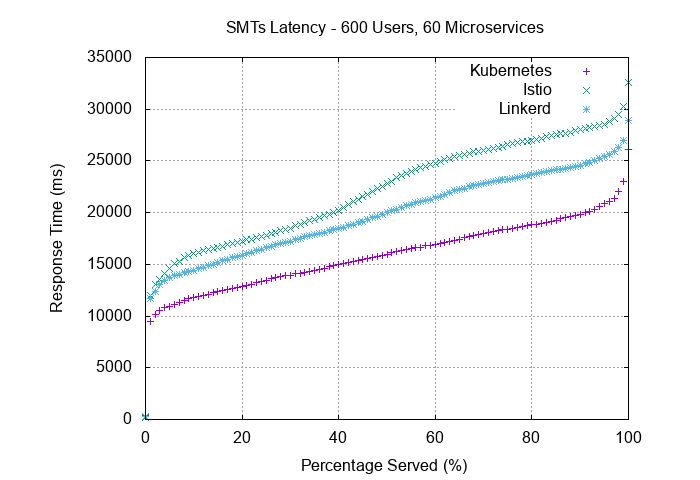 SMTs Latency - 600 Users, 60 Microservices
35000
30000
25000
20000
15000
10000
5000
0
Response Time (ms)
Kubernetes
Istio
Linkerd
0 20 40 60 80 100
Percentage Served (%)